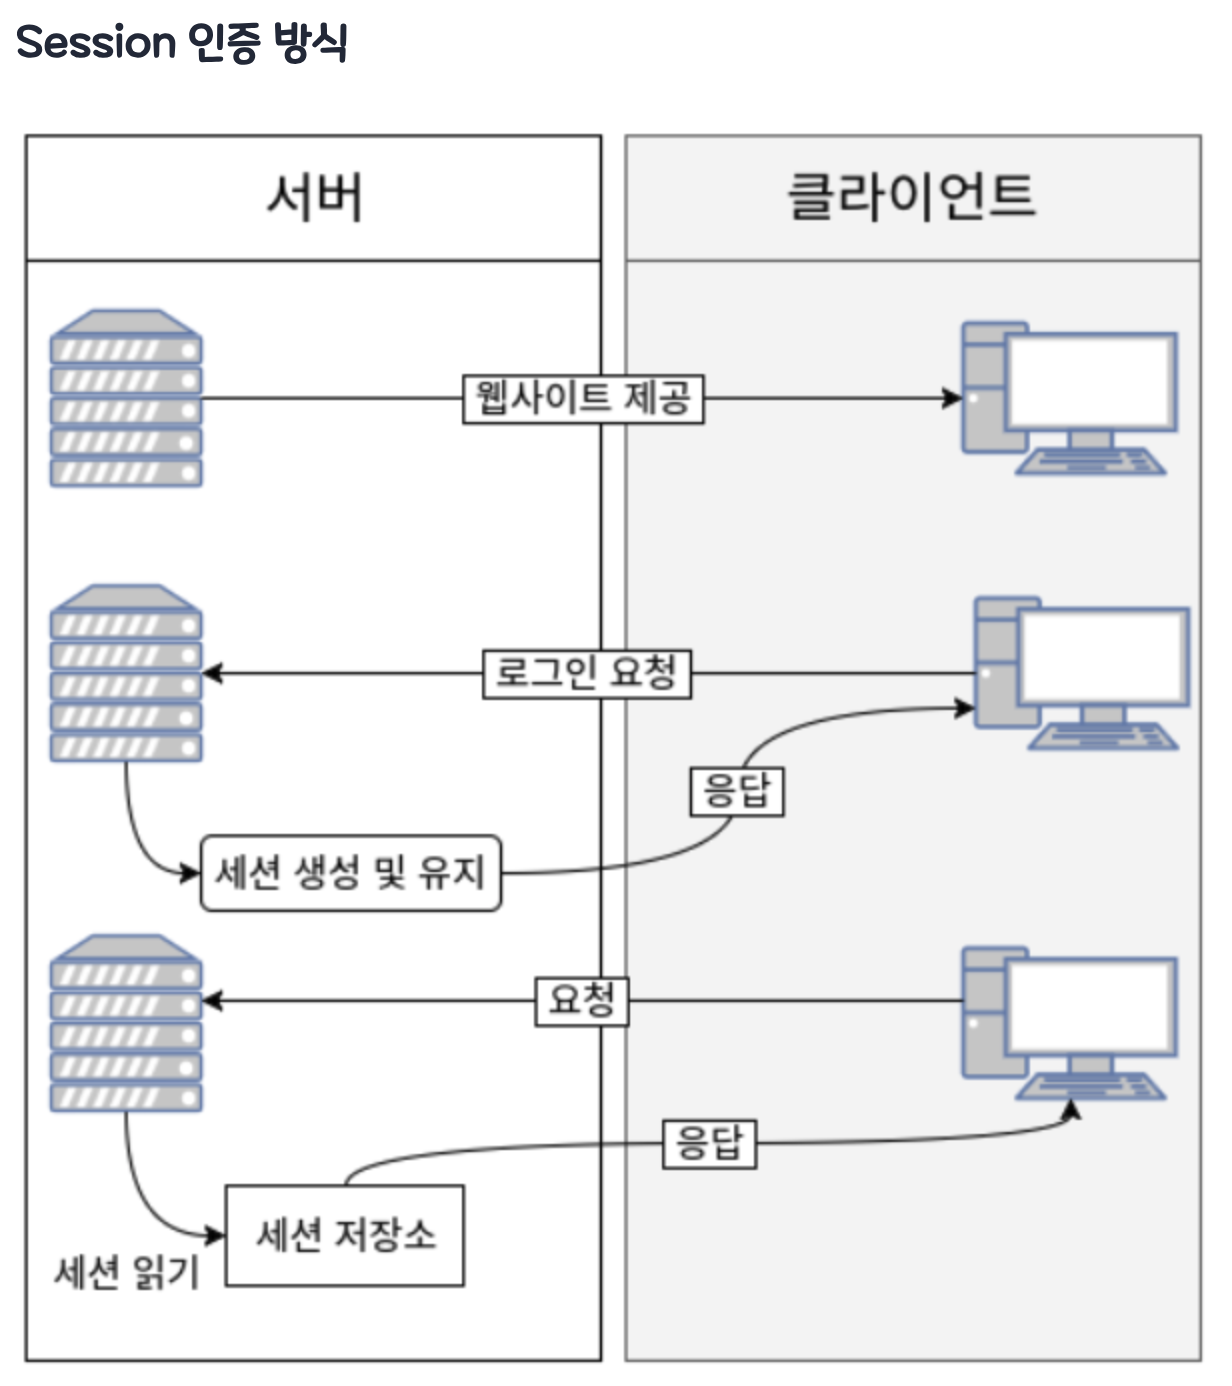 Session 인증 방식
서버
클라이언트
웹사이트 제공
로그인 요청
응답
세션 생성 및 유지
요청
응답
세션 저장소
세션 읽기